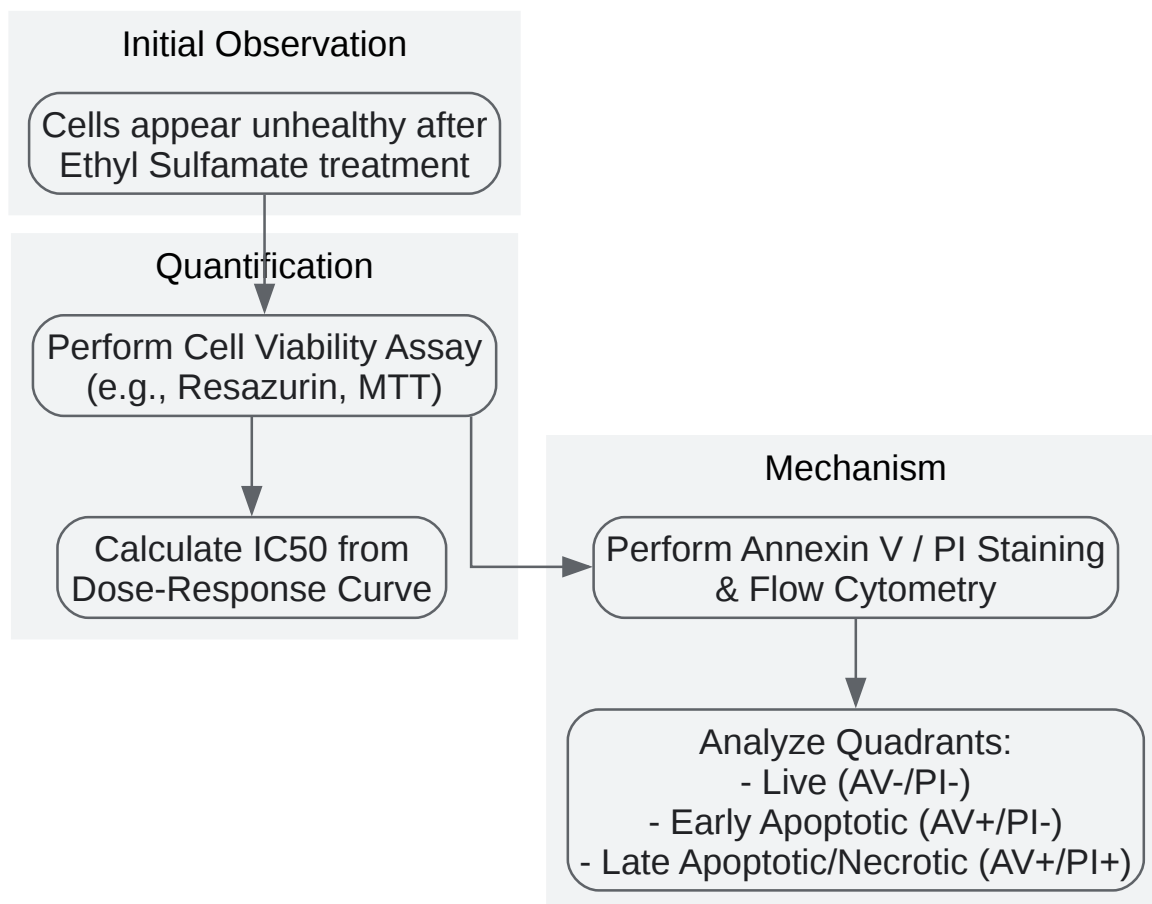 Initial Observation
Cells appear unhealthy after
Ethyl Sulfamate treatment
Quantification
Perform Cell Viability Assay
(e.g., Resazurin, MTT)
Calculate IC50 from
Dose-Response Curve
Mechanism
Perform Annexin V / PI Staining
& Flow Cytometry
Analyze Quadrants:
- Live (AV-/PI-)
- Early Apoptotic (AV+/PI-)
- Late Apoptotic/Necrotic (AV+/PI+)